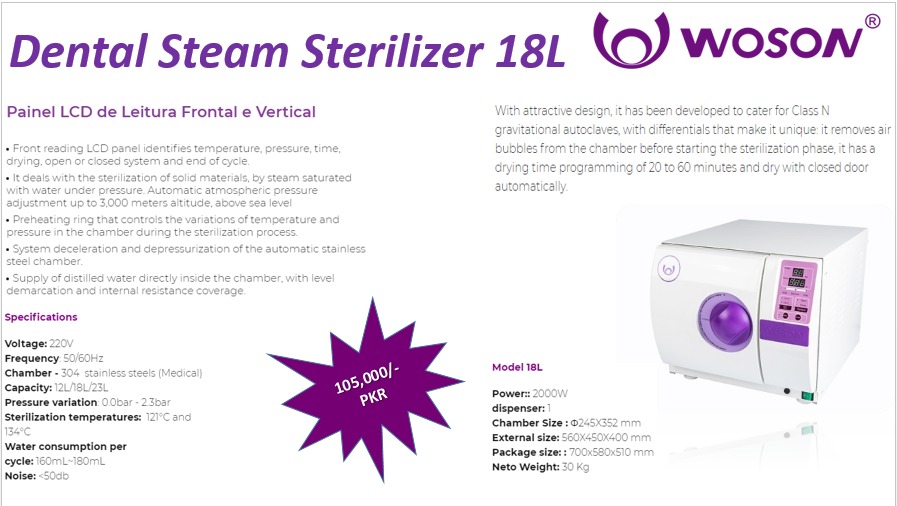 Dental Steam Sterilizer 18L
WOSON®
Painel LCD de Leitura Frontal e Vertical
• Front reading LCD panel identifies temperature, pressure, time,
drying, open or closed system and end of cycle.
• It deals with the sterilization of solid materials, by steam saturated
with water under pressure. Automatic atmospheric pressure
adjustment up to 3,000 meters altitude, above sea level
• Preheating ring that controls the variations of temperature and
pressure in the chamber during the sterilization process.
• System deceleration and depressurization of the automatic stainless
steel chamber.
• Supply of distilled water directly inside the chamber, with level
demarcation and internal resistance coverage.
Specifications
Voltage: 220V
Frequency: 50/60Hz
Chamber - 304 stainless steels (Medical)
Capacity: 12L/18L/23L
Pressure variation: 0.0bar - 2.3bar
Sterilization temperatures: 121°C and
134°C
Water consumption per
cycle: 160mL~180mL
Noise: <50db
105,000/-
PKR
With attractive design, it has been developed to cater for Class N
gravitational autoclaves, with differentials that make it unique: it removes air
bubbles from the chamber before starting the sterilization phase, it has a
drying time programming of 20 to 60 minutes and dry with closed door
automatically.
Model 18L
Power:: 2000W
dispenser: 1
Chamber Size : Φ245X352 mm
External size: 560X450X400 mm
Package size: : 700x580x510 mm
Neto Weight: 30 Kg